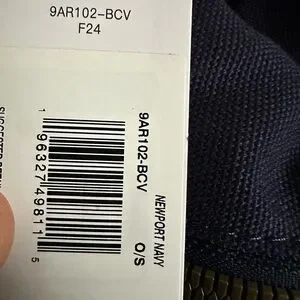 9AR102-BCV
F24
9AR102-BCV
NEWPORT NAVY
O/S
1 96327 49811 5